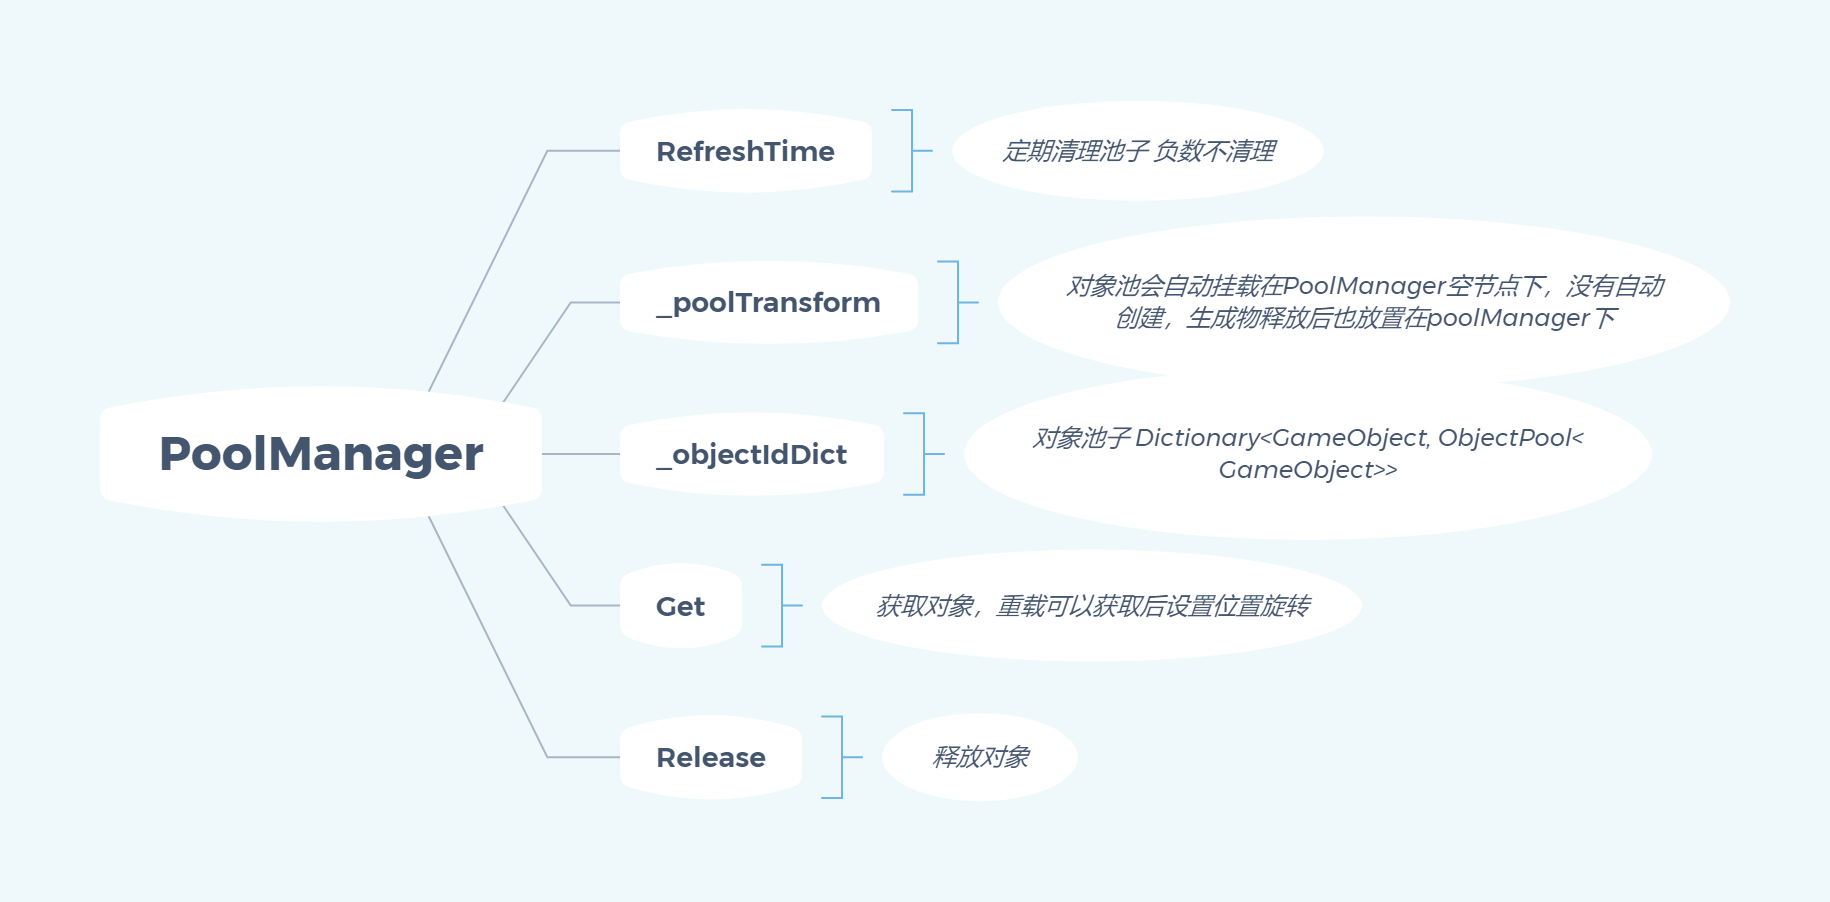 PoolManager
RefreshTime
定期清理池子 负数不清理
_poolTransform
对象池会自动挂载在PoolManager空节点下，没有自动
创建，生成物释放后也放置在poolManager下
_objectIdDict
对象池子 Dictionary<GameObject, ObjectPool<
GameObject>>
Get
获取对象，重载可以获取后设置位置旋转
Release
释放对象